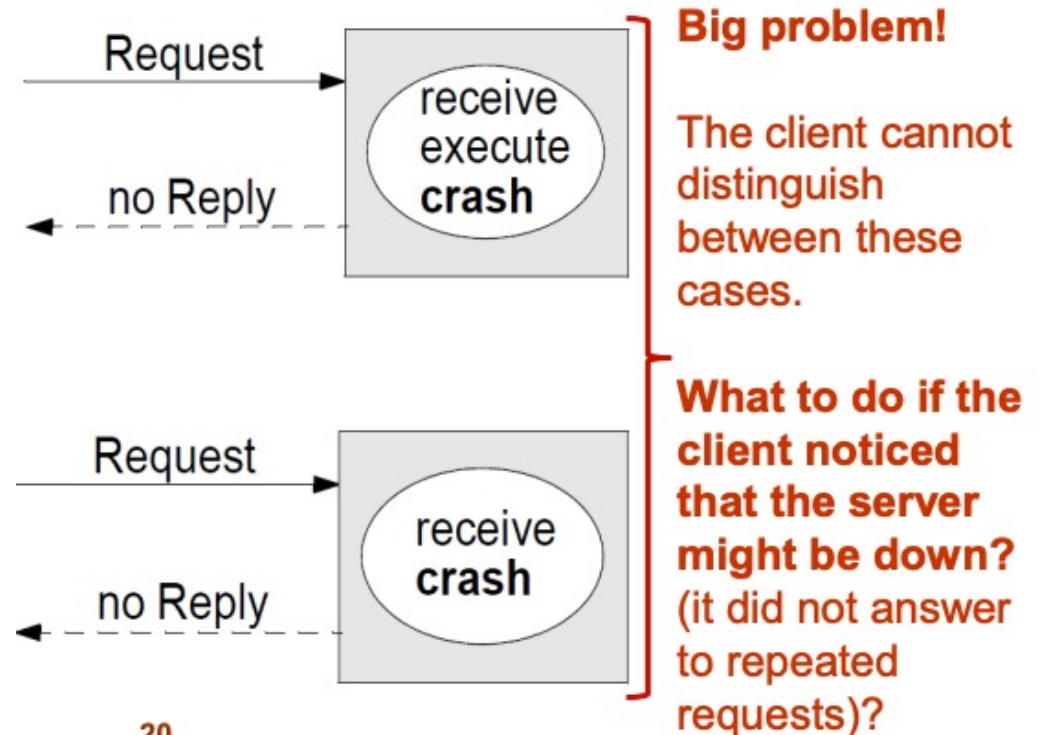 Request
receive
execute
crash
no Reply
Big problem!
The client cannot
distinguish
between these
cases.
Request
receive
crash
no Reply
What to do if the
client noticed
that the server
might be down?
(it did not answer
to repeated
requests)?
20